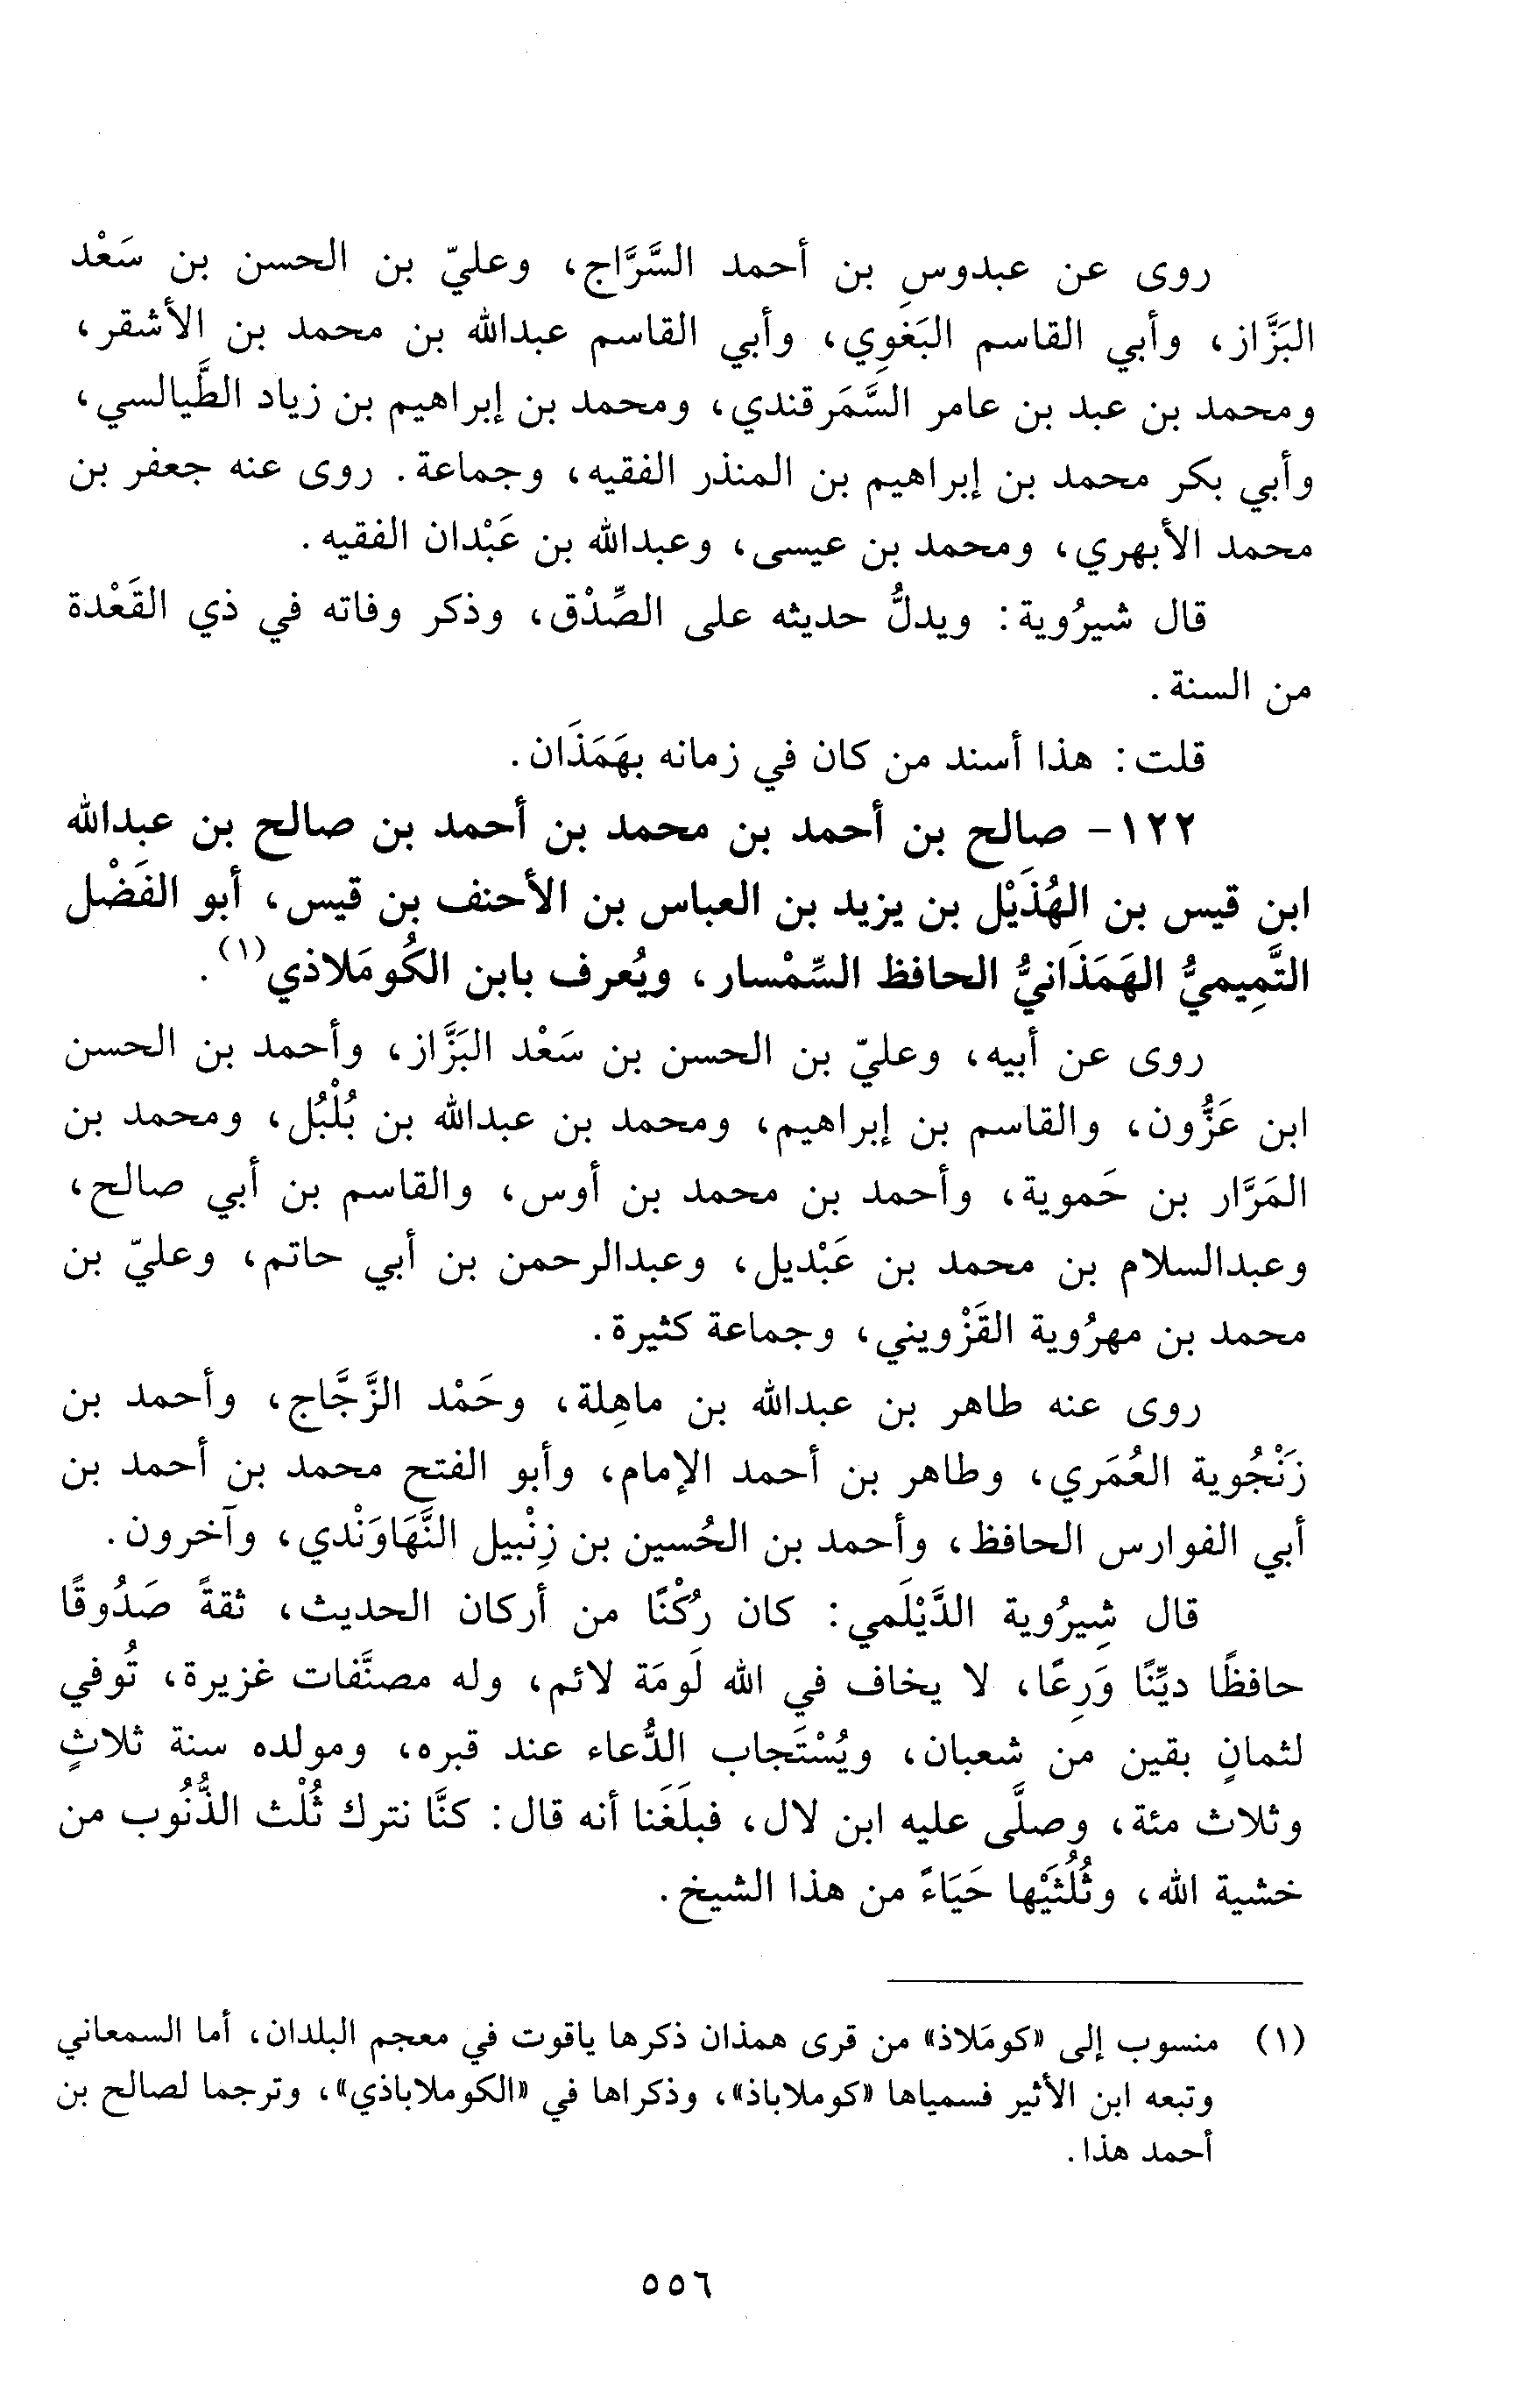 روى عن عبدوسِ بن أحمد السَّرَّاج، وعليّ بن الحسن بن سَعْد
البَزَّاز، وأبي القاسم البَغوِي، وأبي القاسم عبدالله بن محمد بن الأشقر،
ومحمد بن عبد بن عامر السَّمَرقندي، ومحمد بن إبراهيم بن زياد الطَّيالسي،
وأبي بكر محمد بن إبراهيم بن المنذر الفقيه، وجماعة. روى عنه جعفر بن
محمد الأبهري، ومحمد بن عيسى، وعبدالله بن عَبْدان الفقيه.
قال شيرُوية: ويدلُّ حديثه على الصِّدْق، وذكر وفاته في ذي القَعْدة
من السنة.
قلت: هذا أسند من كان في زمانه بهَمَذَان.
١٢٢- صالح بن أحمد بن محمد بن أحمد بن صالح بن عبدالله
ابن قيس بن الهُذَيْل بن يزيد بن العباس بن الأحنف بن قيس، أبو الفَضْل
التَّمِيميُّ الهَمَذَانيُّ الحافظ السِّمْسار، ويُعرف بابن الكُومَلاذي(١).
روى عن أبيه، وعليّ بن الحسن بن سَعْد البَزَّاز، وأحمد بن الحسن
ابن عَزُّون، والقاسم بن إبراهيم، ومحمد بن عبدالله بن بُلْبُل، ومحمد بن
المَرَّار بن حَموية، وأحمد بن محمد بن أوس، والقاسم بن أبي صالح،
وعبدالسلام بن محمد بن عَبْديل، وعبدالرحمن بن أبي حاتم، وعليّ بن
محمد بن مهرُوية القَزْويني، وجماعة كثيرة.
روى عنه طاهر بن عبدالله بن ماهِلة، وحَمْد الزَّجَّاج، وأحمد بن
زَنْجُوية العُمَري، وطاهر بن أحمد الإمام، وأبو الفتح محمد بن أحمد بن
أبي الفوارس الحافظ، وأحمد بن الحُسين بن زِنْبيل النَّهَاوَنْدي، وآخرون.
قال شِيرُوية الدَّيْلَمي: كان رُكْنًا من أركان الحديث، ثقةً صَدُوقًا
حافظًا ديِّنًا وَرِعًا، لا يخاف في الله لَومَة لائم، وله مصنَّفات غزيرة، تُوفي
لثمانٍ بقين من شعبان، ويُسْتَجاب الدُّعاء عند قبره، ومولده سنة ثلاثٍ
وثلاث مئة، وصلَّى عليه ابن لال، فبلَغَنا أنه قال: كنَّا نترك ثُلْث الذُّنُوب من
خشية الله، وثُلُثَيْها حَيَاءً من هذا الشيخ.
(١) منسوب إلى «كومَلاذ» من قرى همذان ذكرها ياقوت في معجم البلدان، أما السمعاني
وتبعه ابن الأثير فسمياها «كوملاباذ»، وذكراها في «الكوملاباذي»، وترجما لصالح بن
أحمد هذا.
٥٥٦